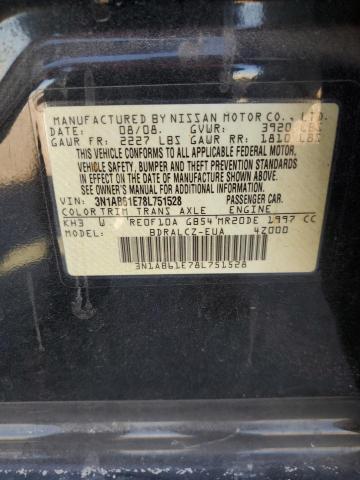 MANUFACTURED BY NISSAN MOTOR CO., LTD.
DATE: 08/08. GVWR: 3920 LBS
GAWR FR: 2227 LBS GAWR RR: 1810 LBS
THIS VEHICLE CONFORMS TO ALL APPLICABLE FEDERAL MOTOR
VEHICLE SAFETY, BUMPER AND THEFT PREVENTION STANDARDS
IN EFFECT ON THE DATE OF MANUFACTURE SHOWN ABOVE.
SEE OWNER'S MANUAL FOR ADDITIONAL INFORMATION
VIN: 3N1AB61E78L751528 PASSENGER CAR.
COLOR TRIM TRANS AXLE ENGINE
KH3 W RE0F10A GB54 MR20DE 1997 CC
BDRALCZ-EUA 4Z000
3N1AB61E78L751528